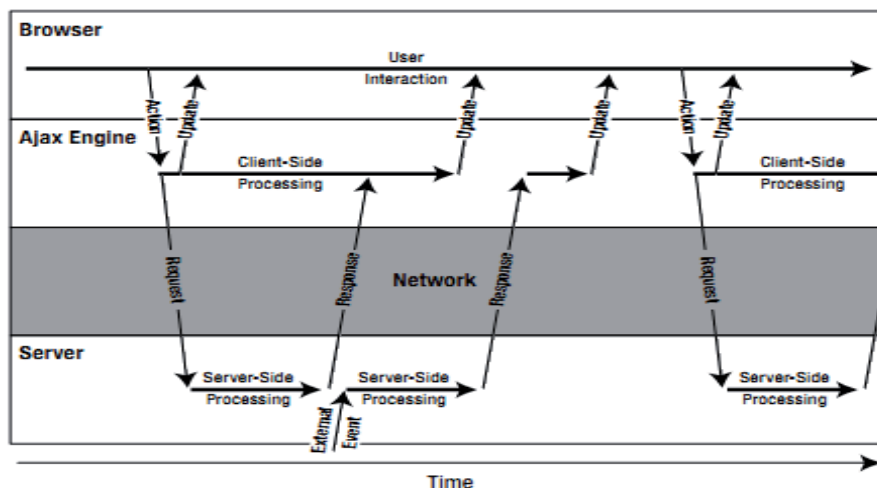 Browser
User
Interaction
Action
Update
Update
Update
Action
Update
Ajax Engine
Client-Side
Processing
Client-Side
Processing
Request
Response
Network
Response
Request
Server
Server-Side
Processing
Server-Side
Processing
Server-Side
Processing
External
Event
Time